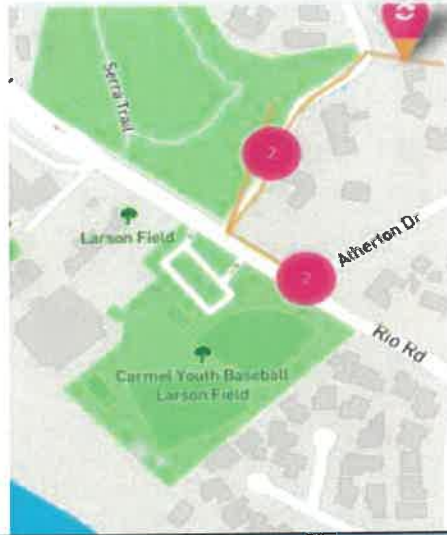 Serra Trail
2
Larson Field
Atherton Dr
2
Rio Rd
Carmel Youth Baseball
Larson Field